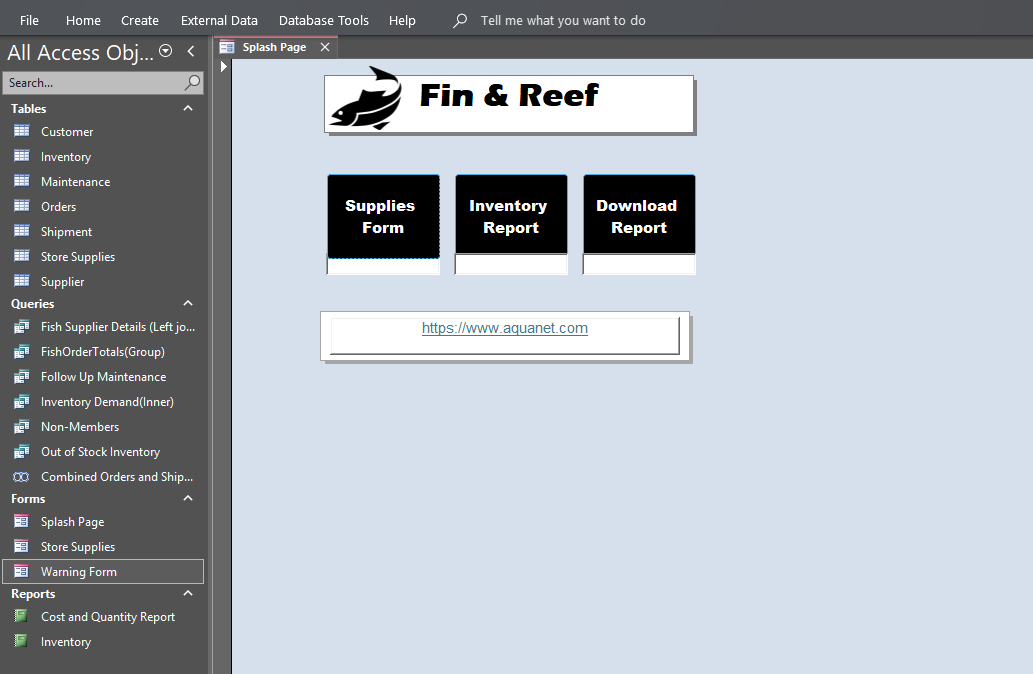 File Home Create External Data Database Tools Help Tell me what you want to do
All Access Obj...
Search...
Tables
Customer
Inventory
Maintenance
Orders
Shipment
Store Supplies
Supplier
Queries
Fish Supplier Details (Left jo...
FishOrderTotals(Group)
Follow Up Maintenance
Inventory Demand(Inner)
Non-Members
Out of Stock Inventory
Combined Orders and Ship...
Forms
Splash Page
Store Supplies
Warning Form
Reports
Cost and Quantity Report
Inventory
Splash Page
Fin & Reef
Supplies
Form
Inventory
Report
Download
Report
https://www.aquanet.com